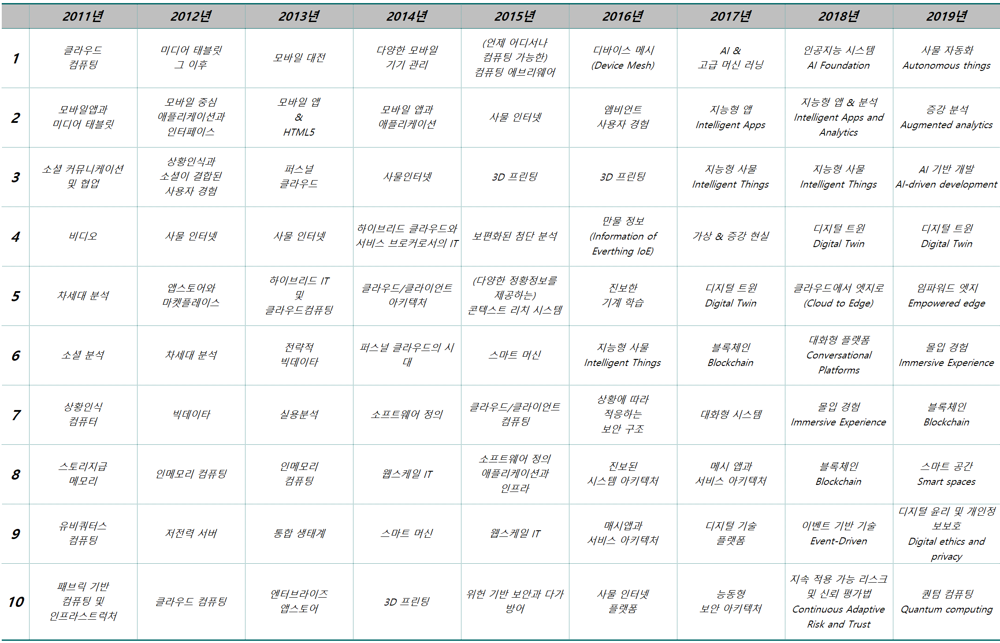 2011년 2012년 2013년 2014년 2015년 2016년 2017년 2018년 2019년
1
클라우드
컴퓨팅
미디어 태블릿
그 이후
모바일 대전
다양한 모바일
기기 관리
(언제 어디서나
컴퓨팅 가능한)
컴퓨팅 에브리웨어
디바이스 메시
(Device Mesh)
AI &
고급 머신 러닝
인공지능 시스템
AI Foundation
사물 자동화
Autonomous things
2
모바일앱과
미디어 태블릿
모바일 중심
애플리케이션과
인터페이스
모바일 앱
&
HTML5
모바일 앱과
애플리케이션
사물 인터넷
앰비언트
사용자 경험
지능형 앱
Intelligent Apps
지능형 앱 & 분석
Intelligent Apps and
Analytics
증강 분석
Augmented analytics
3
소셜 커뮤니케이션
및 협업
상황인식과
소셜이 결합된
사용자 경험
퍼스널
클라우드
사물인터넷
3D 프린팅
3D 프린팅
지능형 사물
Intelligent Things
지능형 사물
Intelligent Things
AI 기반 개발
AI-driven development
4
비디오
사물 인터넷
사물 인터넷
하이브리드 클라우드와
서비스 브로커로서의 IT
보편화된 첨단 분석
만물 정보
(Information of
Everthing IoE)
가상 & 증강 현실
디지털 트윈
Digital Twin
디지털 트윈
Digital Twin
5
차세대 분석
앱스토어와
마켓플레이스
하이브리드 IT
및
클라우드컴퓨팅
클라우드/클라이언트
아키텍처
(다양한 정황정보를
제공하는)
콘텍스트 리치 시스템
진보한
기계 학습
디지털 트윈
Digital Twin
클라우드에서 엣지로
(Cloud to Edge)
임파워드 엣지
Empowered edge
6
소셜 분석
차세대 분석
전략적
빅데이타
퍼스널 클라우드의 시
대
스마트 머신
지능형 사물
Intelligent Things
블록체인
Blockchain
대화형 플랫폼
Conversational
Platforms
몰입 경험
Immersive Experience
7
상황인식
컴퓨터
빅데이타
실용분석
소프트웨어 정의
클라우드/클라이언트
컴퓨팅
상황에 따라
적응하는
보안 구조
대화형 시스템
몰입 경험
Immersive Experience
블록체인
Blockchain
8
스토리지급
메모리
인메모리 컴퓨팅
인메모리
컴퓨팅
웹스케일 IT
소프트웨어 정의
애플리케이션과
인프라
진보된
시스템 아키텍처
메시 앱과
서비스 아키텍처
블록체인
Blockchain
스마트 공간
Smart spaces
9
유비쿼터스
컴퓨팅
저전력 서버
통합 생태계
스마트 머신
웹스케일 IT
매시앱과
서비스 아키텍처
디지털 기술
플랫폼
이벤트 기반 기술
Event-Driven
디지털 윤리 및 개인정
보보호
Digital ethics and
privacy
10
패브릭 기반
컴퓨팅 및
인프라스트럭처
클라우드 컴퓨팅
엔터브라이즈
앱스토어
3D 프린팅
위헌 기반 보안과 다가
방어
사물 인터넷
플랫폼
능동형
보안 아키텍처
지속 적용 가능 리스크
및 신뢰 평가법
Continuous Adaptive
Risk and Trust
퀀텀 컴퓨팅
Quantum computing